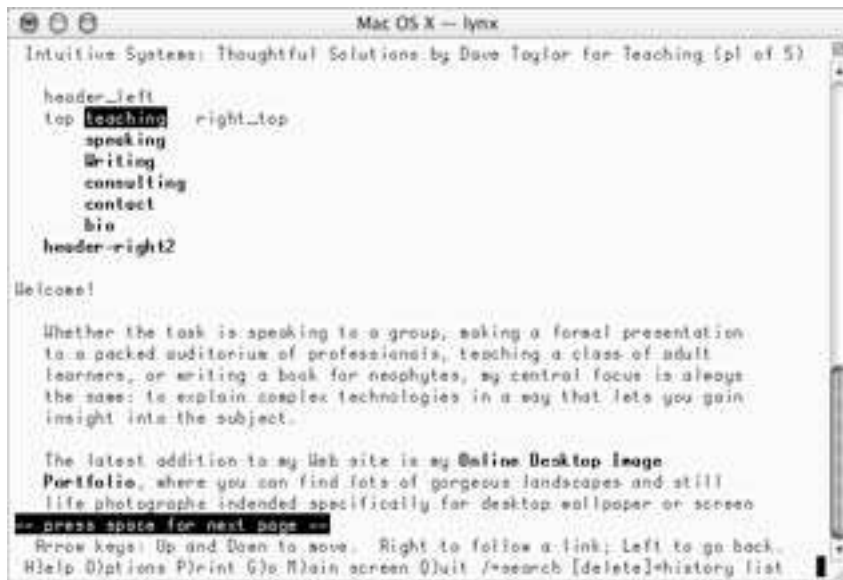 Mac OS X — lynx
Intuitive Systems: Thoughtful Solutions by Dave Taylor for Teaching (p1 of 5)
header_left
top teaching right_top
speaking
Writing
consulting
contact
bio
header-right2
Welcome!
Whether the task is speaking to a group, making a formal presentation
to a packed auditorium of professionals, teaching a class of adult
learners, or writing a book for neophytes, my central focus is always
the same: to explain complex technologies in a way that lets you gain
insight into the subject.
The latest addition to my Web site is my Online Desktop Image
Portfolio, where you can find lots of gorgeous landscapes and still
life photographs indended specifically for desktop wallpaper or screen
-- press space for next page --
Arrow keys: Up and Down to move. Right to follow a link; Left to go back.
H)elp O)ptions P)rint G)o M)ain screen Q)uit /=search [delete]=history list